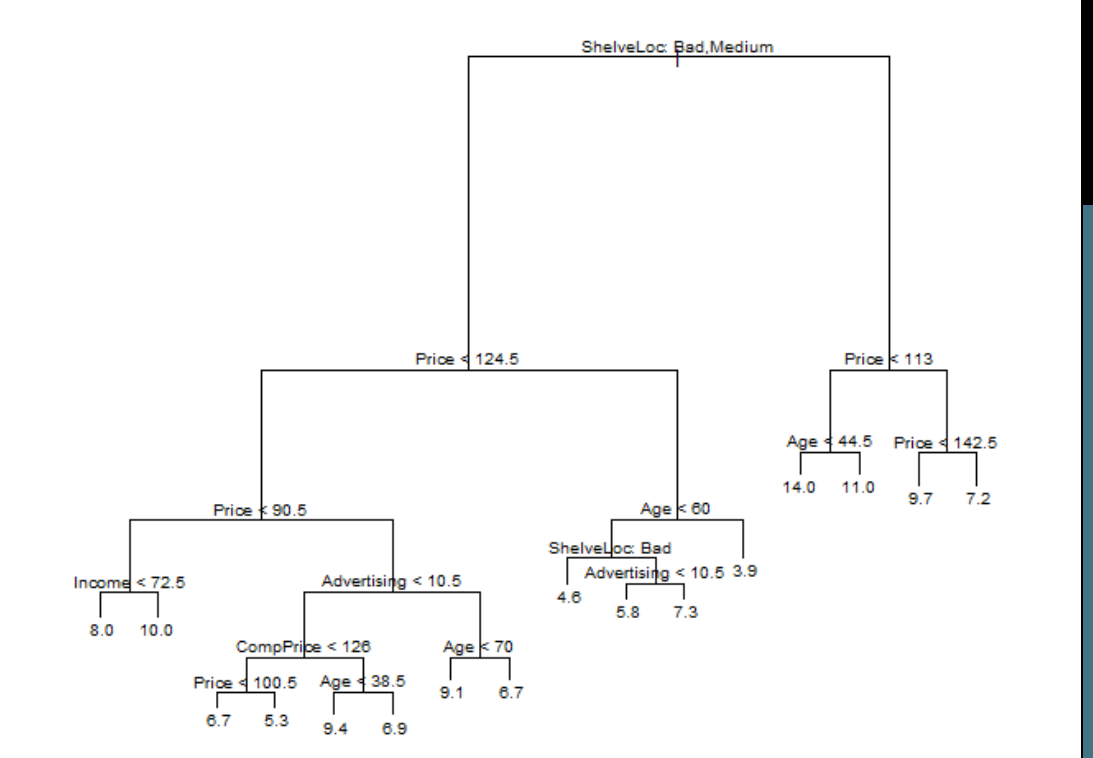 ShelveLoc: Bad,Medium
Price < 124.5
Price < 113
Age < 44.5
Price < 142.5
14.0
11.0
9.7
7.2
Price < 90.5
Age < 60
ShelveLoc: Bad
Advertising < 10.5
3.9
4.6
5.8
7.3
Income < 72.5
Advertising < 10.5
8.0
10.0
CompPrice < 126
Age < 70
Price < 100.5
Age < 38.5
9.1
6.7
6.7
5.3
9.4
6.9